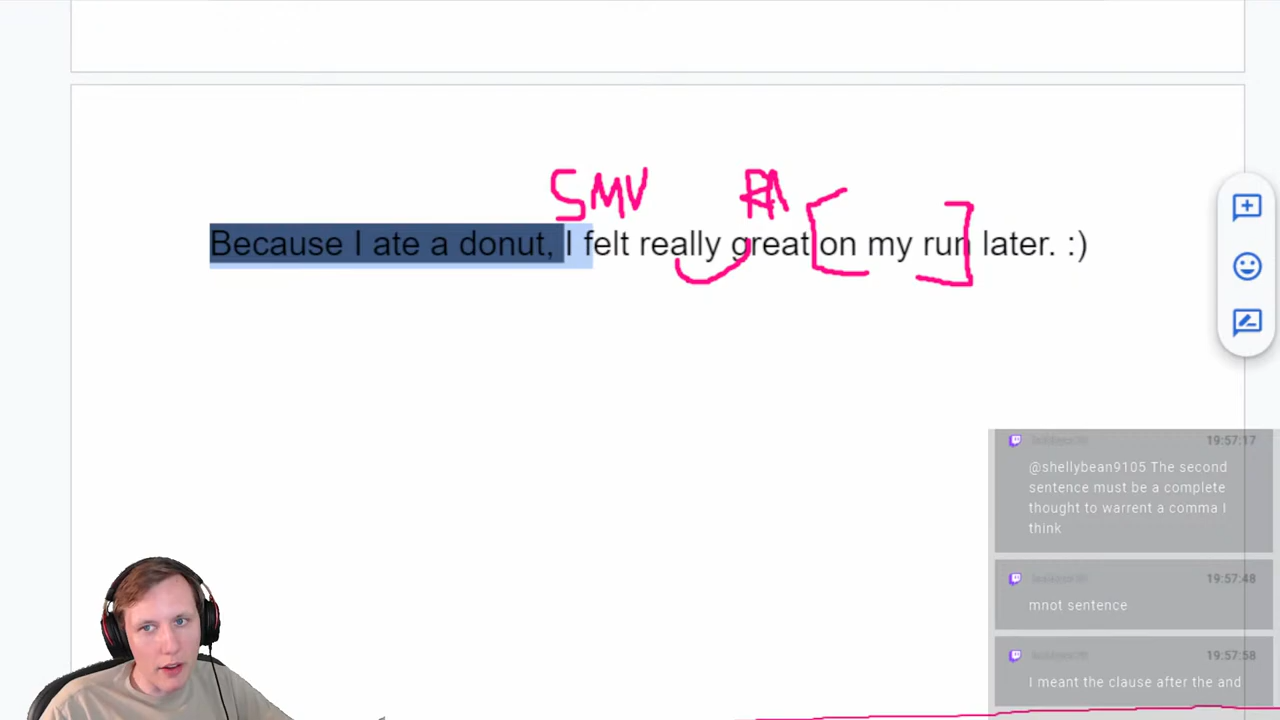 SMV
Because I ate a donut, I felt really great on my run later. :)
19:57:17
@shellybean9105 The second
sentence must be a complete
thought to warrent a comma I
think
19:57:48
mnot sentence
19:57:58
I meant the clause after the and